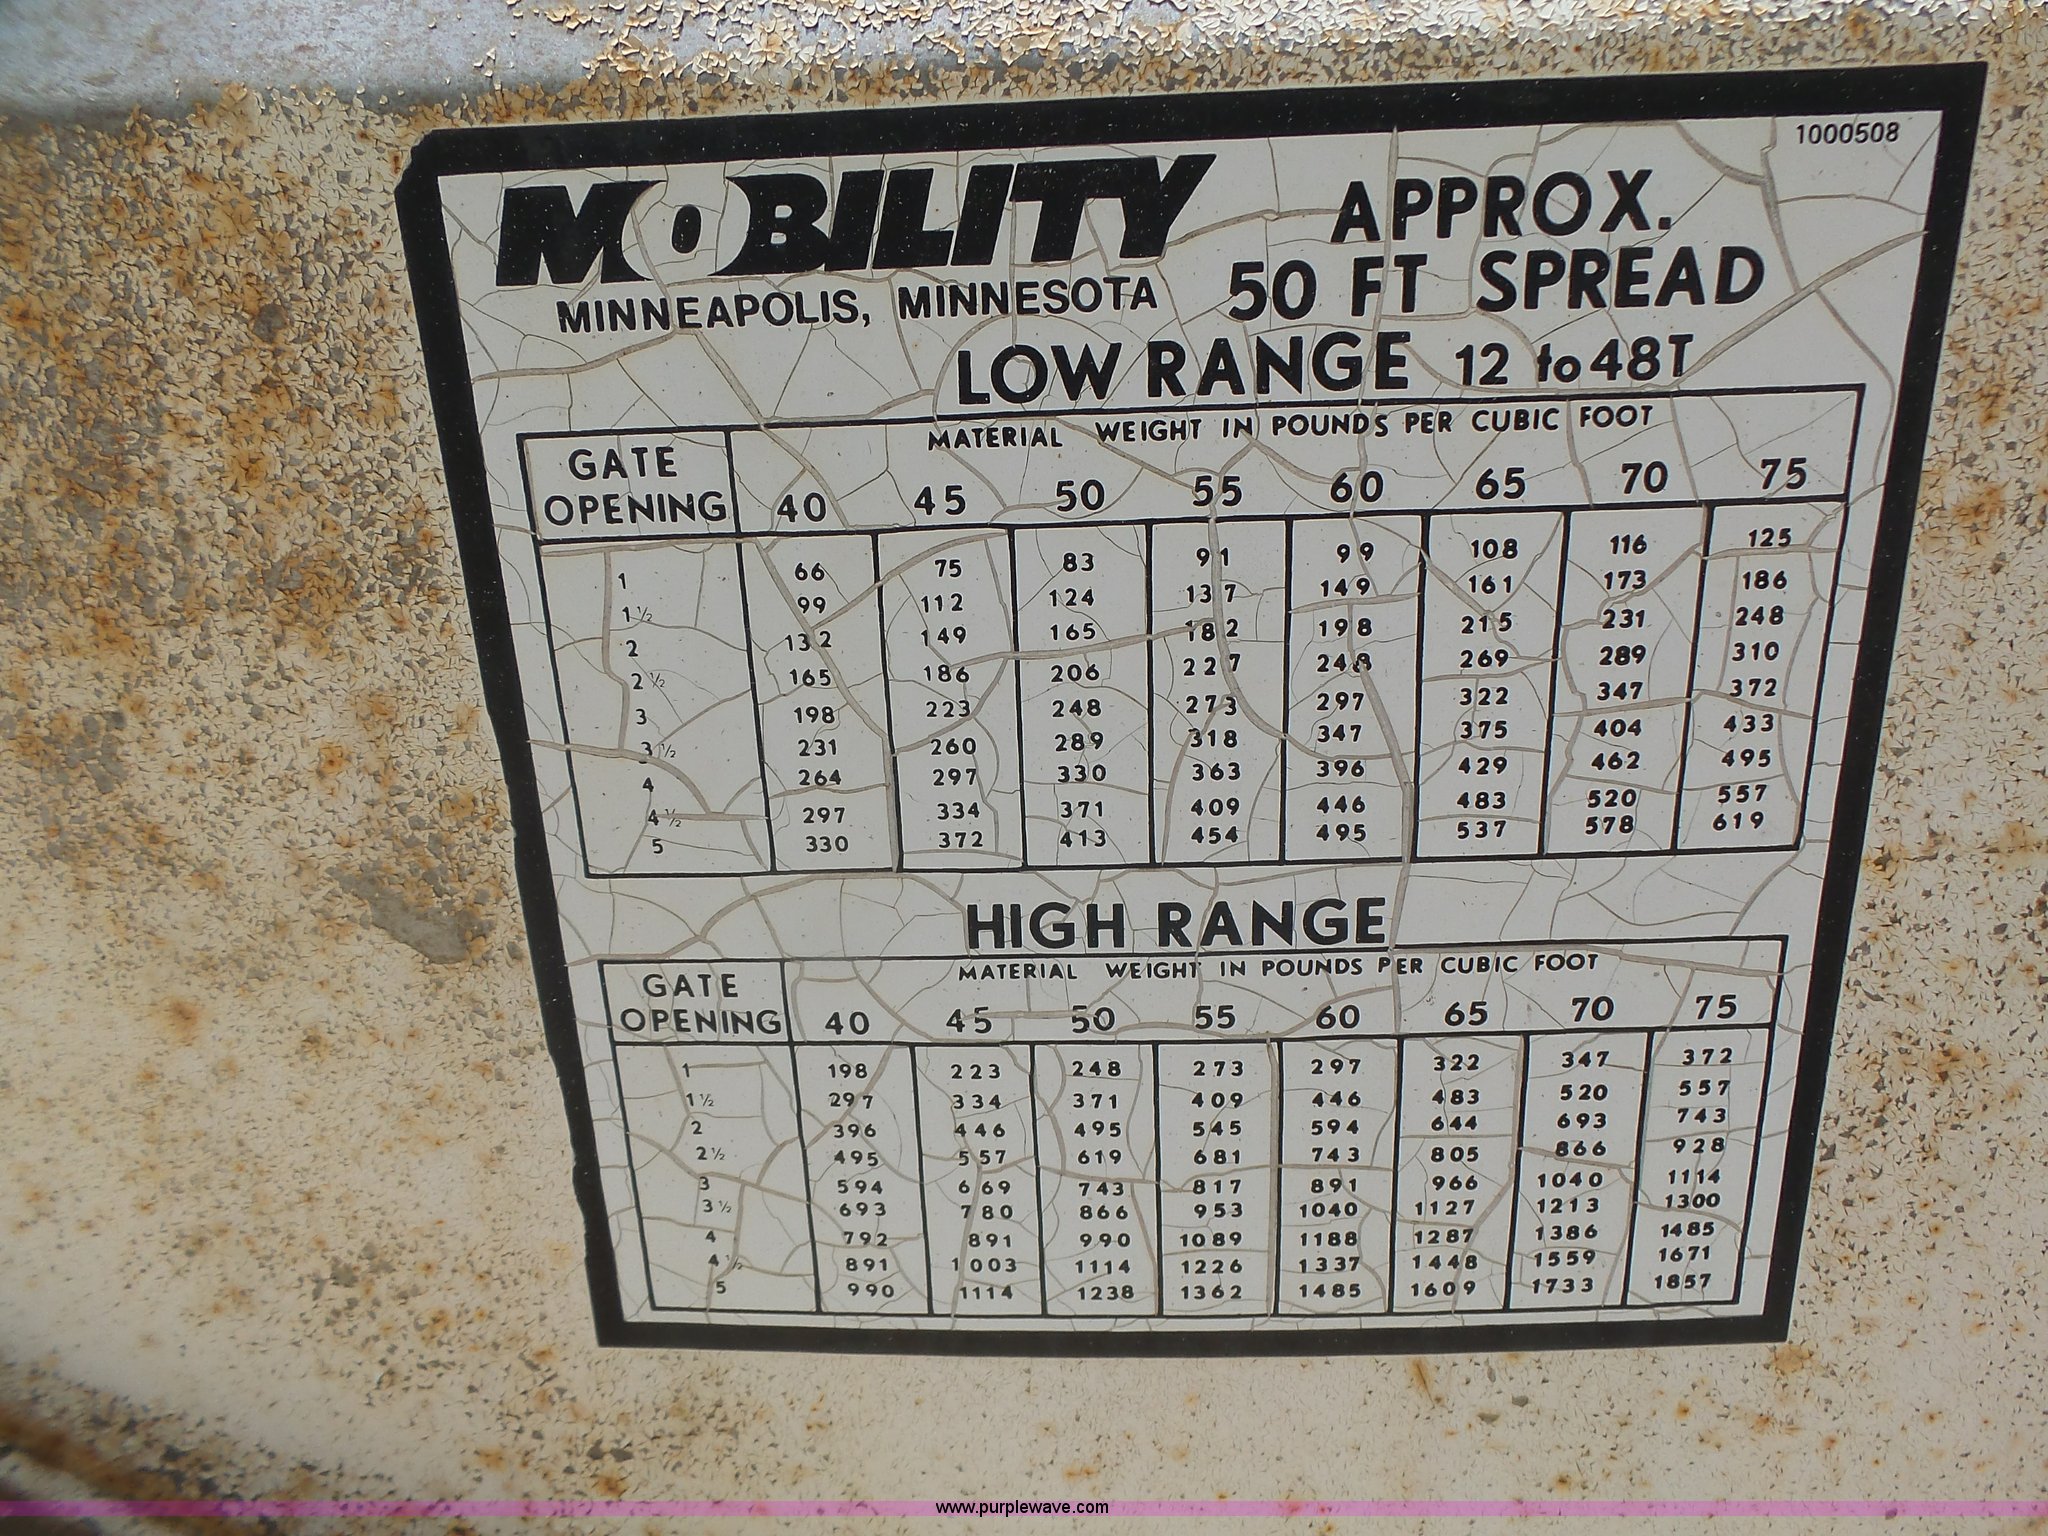 1000508
MOBILITY
MINNEAPOLIS, MINNESOTA
APPROX.
50 FT SPREAD
LOW RANGE 12 to 48T
GATE OPENING
MATERIAL WEIGHT IN POUNDS PER CUBIC FOOT
40 45 50 55 60 65 70 75
1 66 75 83 91 99 108 116 125
1½ 99 112 124 137 149 161 173 186
2 132 149 165 182 198 215 231 248
2½ 165 186 206 227 248 269 289 310
3 198 223 248 273 297 322 347 372
3½ 231 260 289 318 347 375 404 433
4 264 297 330 363 396 429 462 495
4½ 297 334 371 409 446 483 520 557
5 330 372 413 454 495 537 578 619
HIGH RANGE
GATE OPENING
MATERIAL WEIGHT IN POUNDS PER CUBIC FOOT
40 45 50 55 60 65 70 75
1 198 223 248 273 297 322 347 372
1½ 297 334 371 409 446 483 520 557
2 396 446 495 545 594 644 693 743
2½ 495 557 619 681 743 805 866 928
3 594 669 743 817 891 966 1040 1114
3½ 693 780 866 953 1040 1127 1213 1300
4 792 891 990 1089 1188 1287 1386 1485
4½ 891 1003 1114 1226 1337 1448 1559 1671
5 990 1114 1238 1362 1485 1609 1733 1857
www.purplewave.com